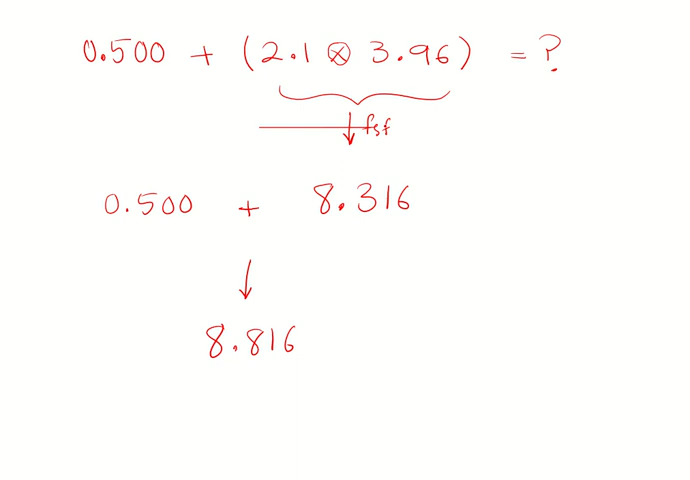 0.500 + (2.1 ⊗ 3.96) = ?
fsf
0.500 + 8.316
8.816